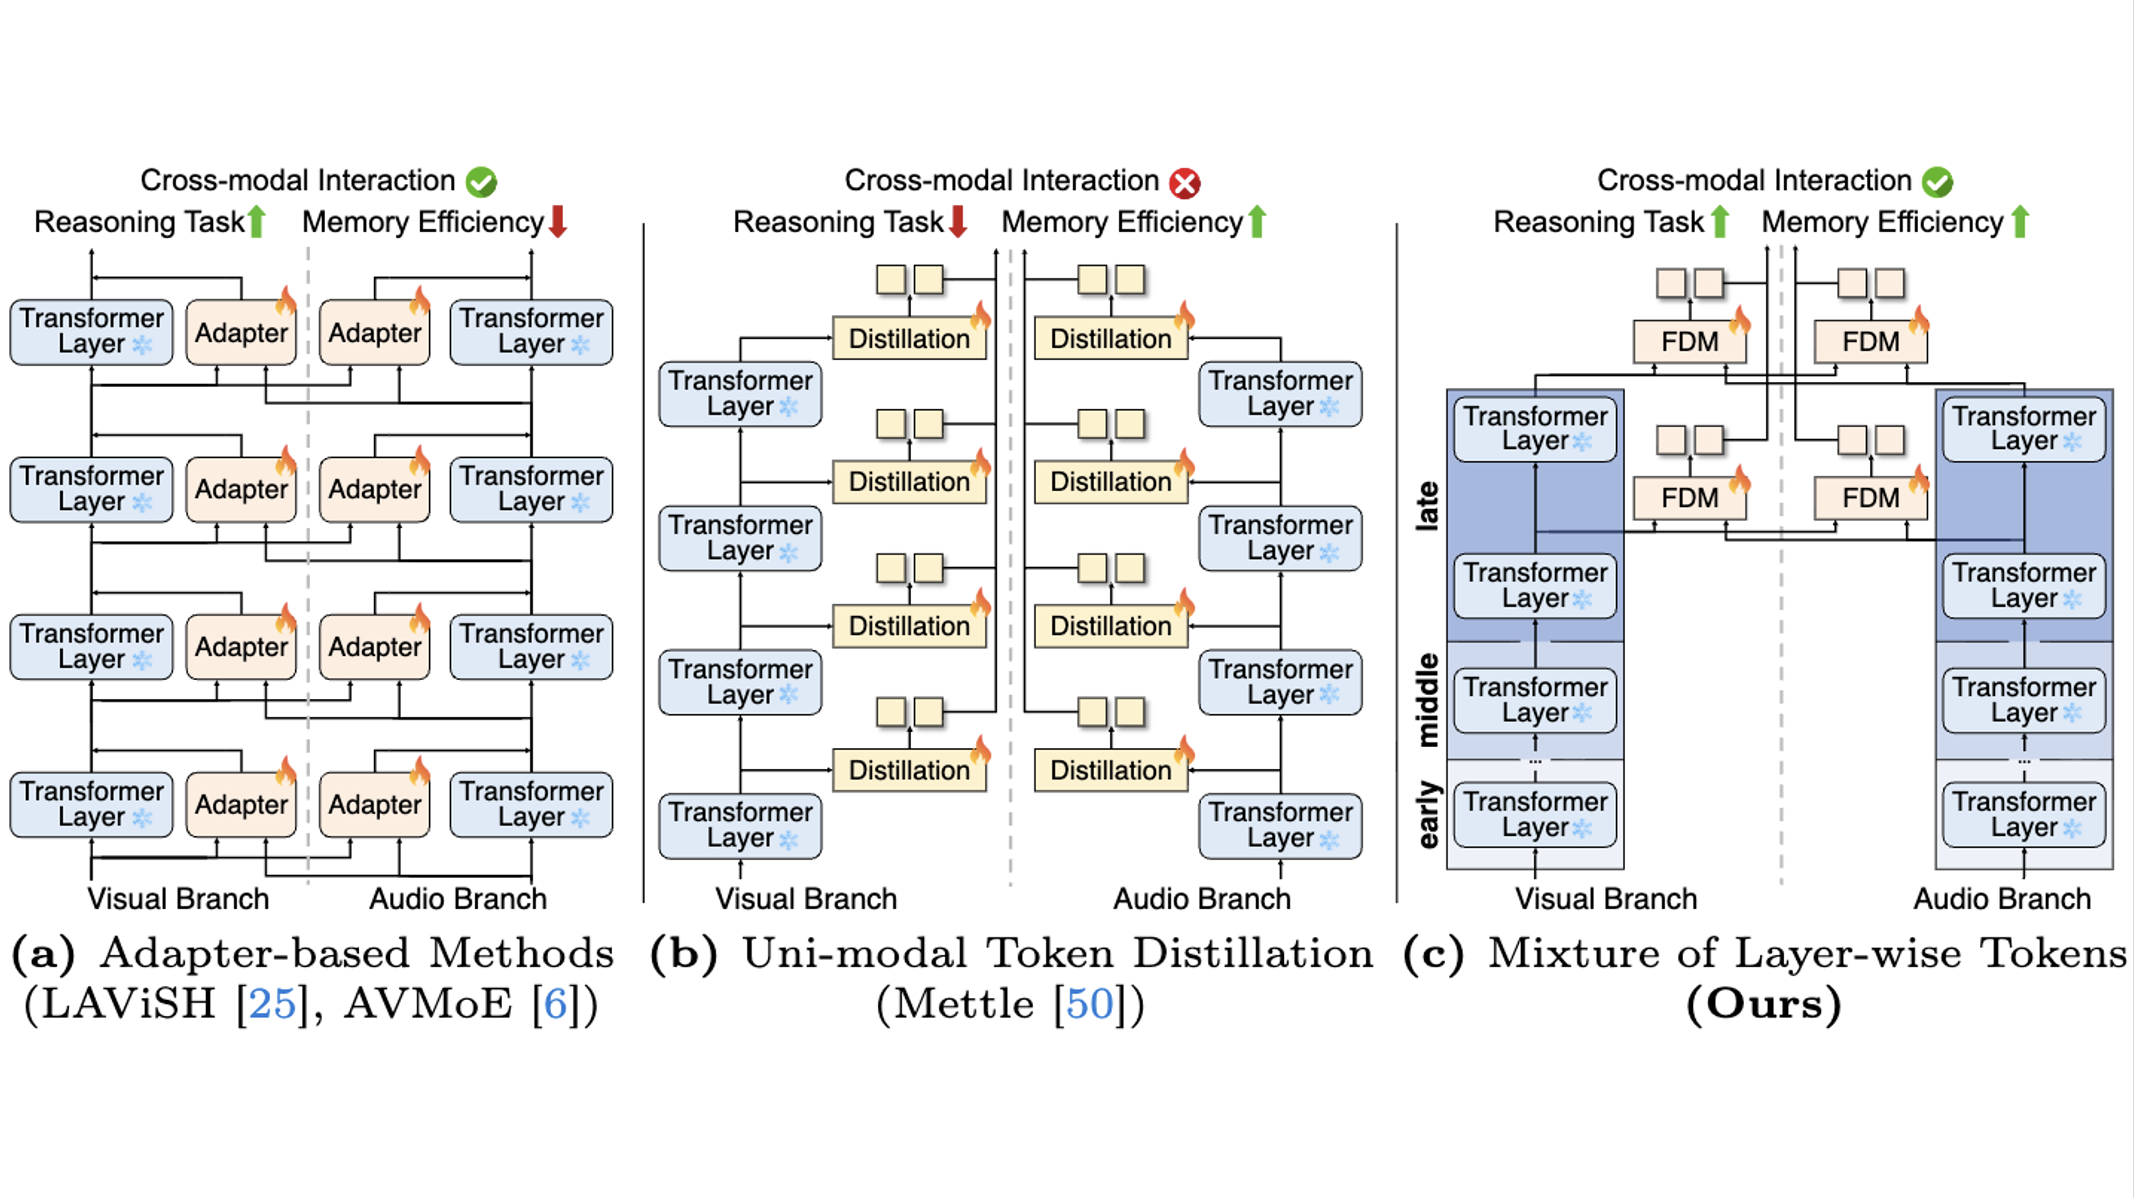 Cross-modal Interaction
Reasoning Task
Memory Efficiency
Transformer
Layer
Adapter
Adapter
Transformer
Layer
Transformer
Layer
Adapter
Adapter
Transformer
Layer
Transformer
Layer
Adapter
Adapter
Transformer
Layer
Transformer
Layer
Adapter
Adapter
Transformer
Layer
Visual Branch
Audio Branch
(a) Adapter-based Methods
(LAViSH [25], AVMoE [6])
Cross-modal Interaction
Reasoning Task
Memory Efficiency
Distillation
Distillation
Transformer
Layer
Transformer
Layer
Distillation
Distillation
Transformer
Layer
Transformer
Layer
Distillation
Distillation
Transformer
Layer
Transformer
Layer
Distillation
Distillation
Transformer
Layer
Transformer
Layer
Visual Branch
Audio Branch
(b) Uni-modal Token Distillation
(Mettle [50])
Cross-modal Interaction
Reasoning Task
Memory Efficiency
FDM
FDM
Transformer
Layer
Transformer
Layer
late
FDM
FDM
Transformer
Layer
Transformer
Layer
middle
Transformer
Layer
Transformer
Layer
...
...
early
Transformer
Layer
Transformer
Layer
Visual Branch
Audio Branch
(c) Mixture of Layer-wise Tokens
(Ours)